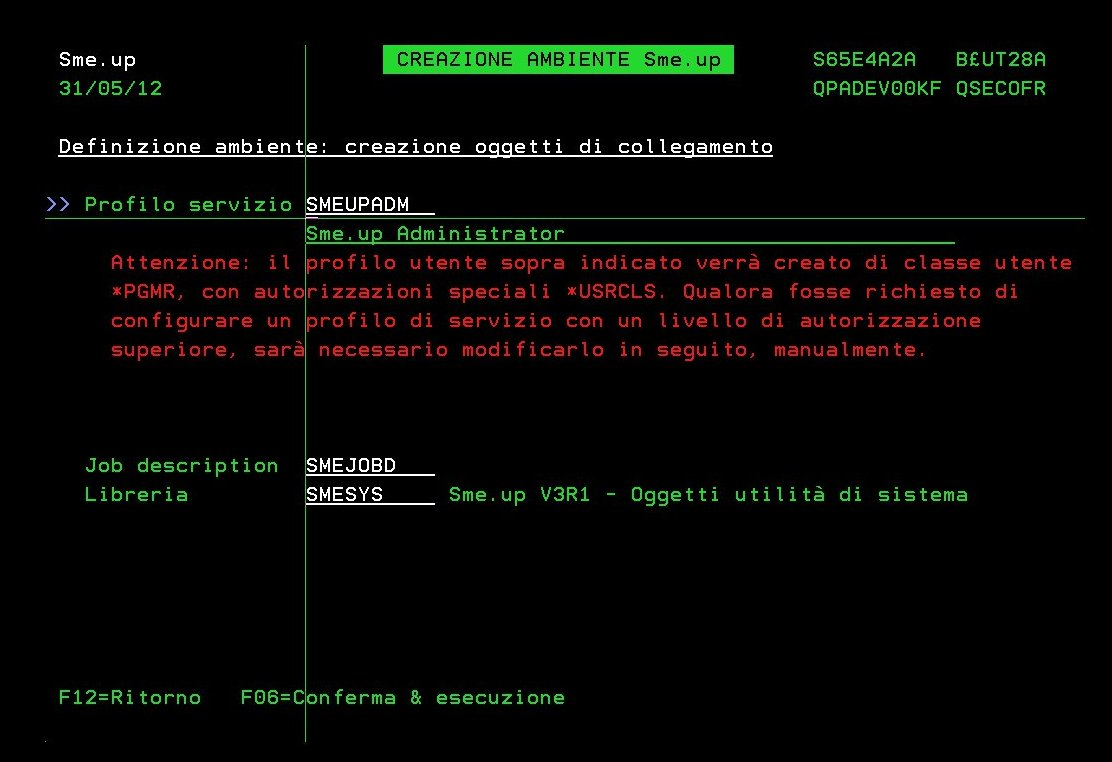 Sme.up CREAZIONE AMBIENTE Sme.up S65E4A2A B£UT28A
31/05/12 QPADEV00KF QSECOFR
Definizione ambiente: creazione oggetti di collegamento
>> Profilo servizio SMEUPADM
Sme.up Administrator
Attenzione: il profilo utente sopra indicato verrà creato di classe utente
*PGMR, con autorizzazioni speciali *USRCLS. Qualora fosse richiesto di
configurare un profilo di servizio con un livello di autorizzazione
superiore, sarà necessario modificarlo in seguito, manualmente.
Job description SMEJOBD
Libreria SMESYS Sme.up V3R1 - Oggetti utilità di sistema
F12=Ritorno F06=Conferma & esecuzione